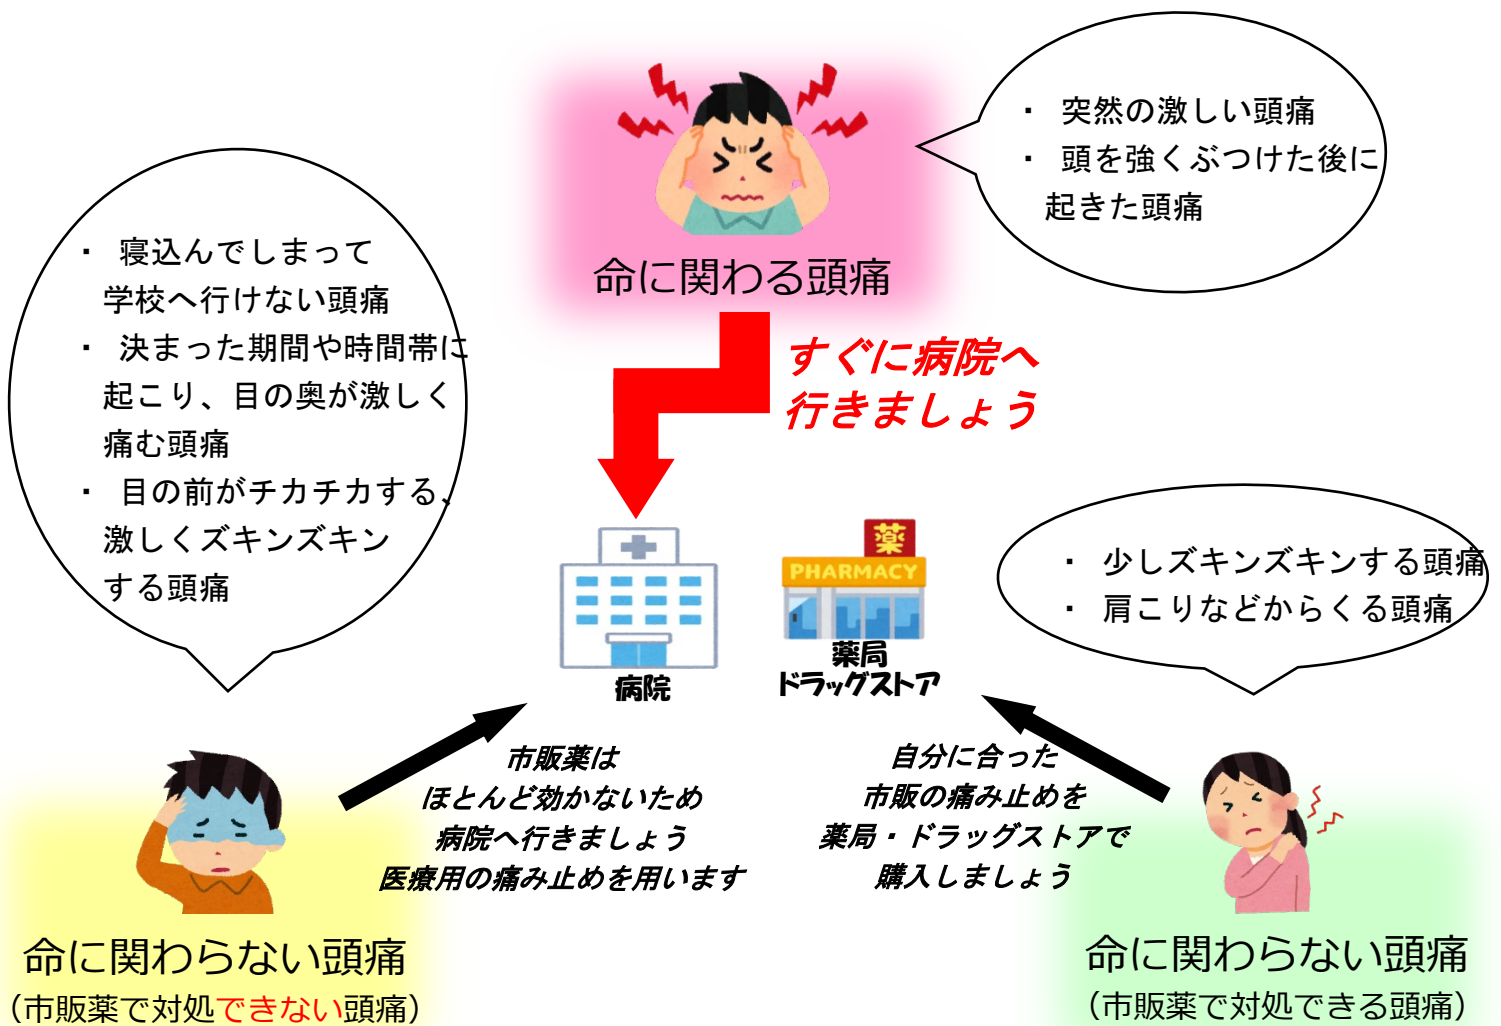 ・ 突然の激しい頭痛
・ 頭を強くぶつけた後に
起きた頭痛
命に関わる頭痛
すぐに病院へ
行きましょう
・ 寝込んでしまって
学校へ行けない頭痛
・ 決まった期間や時間帯に
起こり、目の奥が激しく
痛む頭痛
・ 目の前がチカチカする、
激しくズキンズキン
する頭痛
薬
PHARMACY
病院
薬局
ドラッグストア
・ 少しズキンズキンする頭痛
・ 肩こりなどからくる頭痛
市販薬は
ほとんど効かないため
病院へ行きましょう
医療用の痛み止めを用います
自分に合った
市販の痛み止めを
薬局・ドラッグストアで
購入しましょう
命に関わらない頭痛
（市販薬で対処できない頭痛）
命に関わらない頭痛
（市販薬で対処できる頭痛）